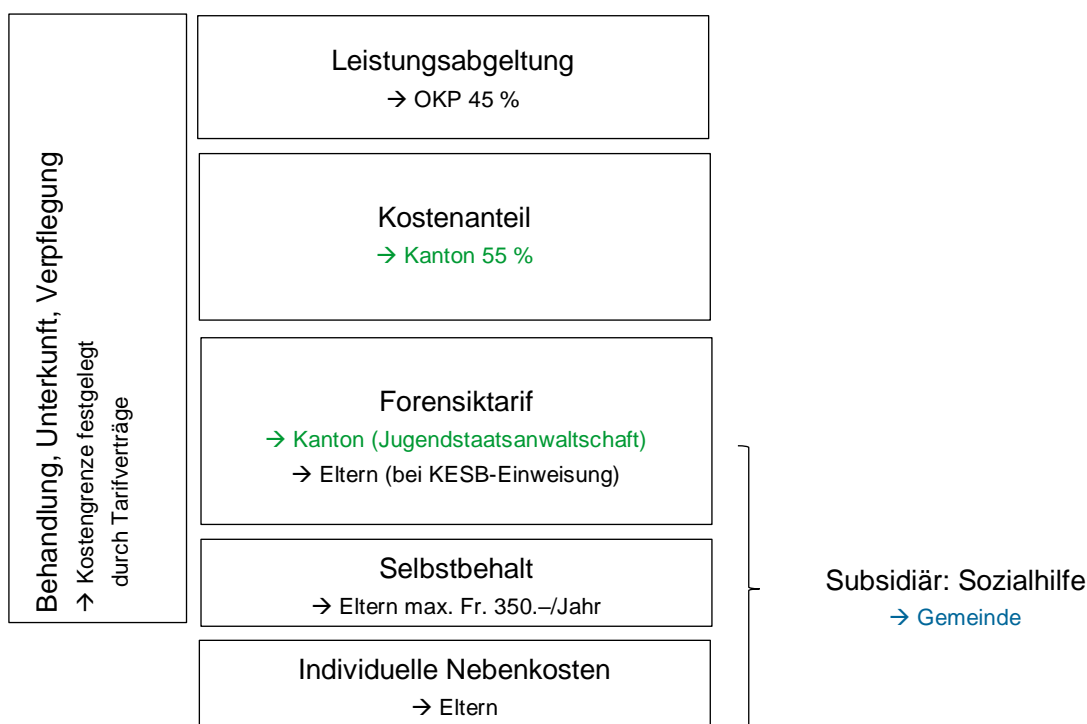 Behandlung, Unterkunft, Verpflegung
→ Kostengrenze festgelegt
durch Tarifverträge
Leistungsabgeltung
→ OKP 45 %
Kostenanteil
→ Kanton 55 %
Forensiktarif
→ Kanton (Jugendstaatsanwaltschaft)
→ Eltern (bei KESB-Einweisung)
Selbstbehalt
→ Eltern max. Fr. 350.–/Jahr
Individuelle Nebenkosten
→ Eltern
Subsidiär: Sozialhilfe
→ Gemeinde